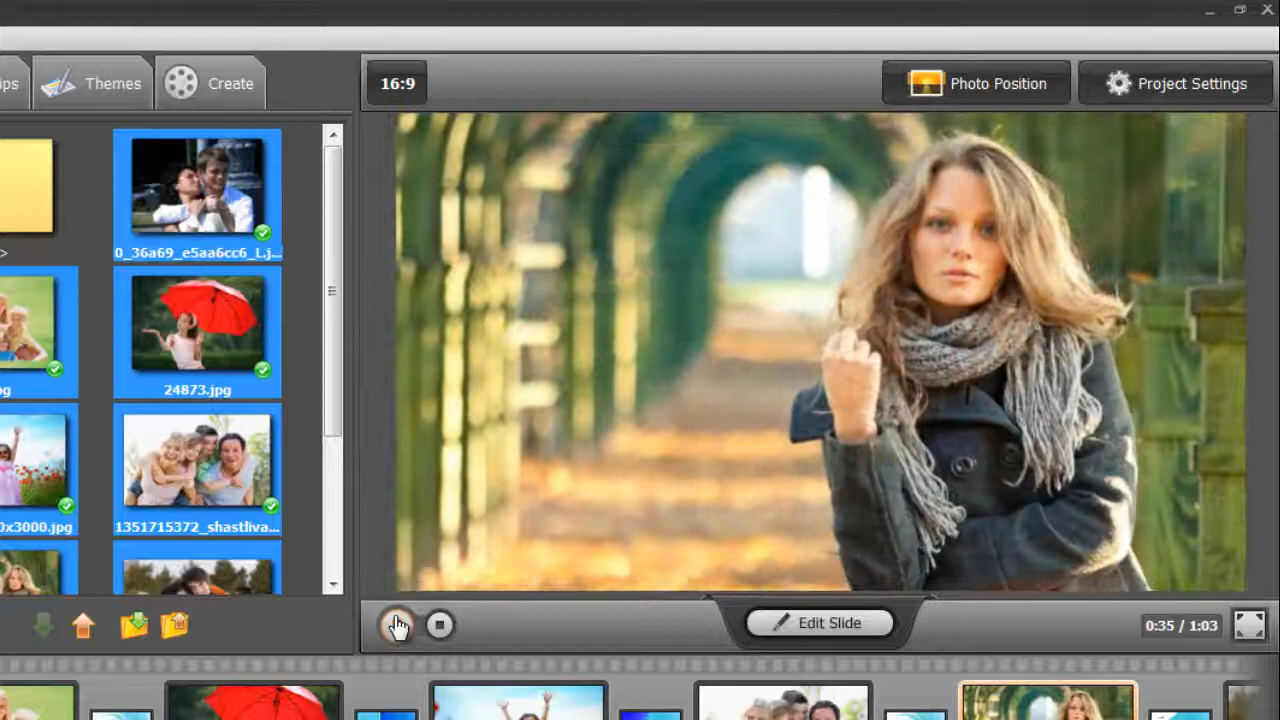 ps
Themes
Create
16:9
Photo Position
Project Settings
>
0_36a69_e5aa6cc6_L.j...
pg
24873.jpg
0x3000.jpg
1351715372_shastliva...
Edit Slide
0:35 / 1:03